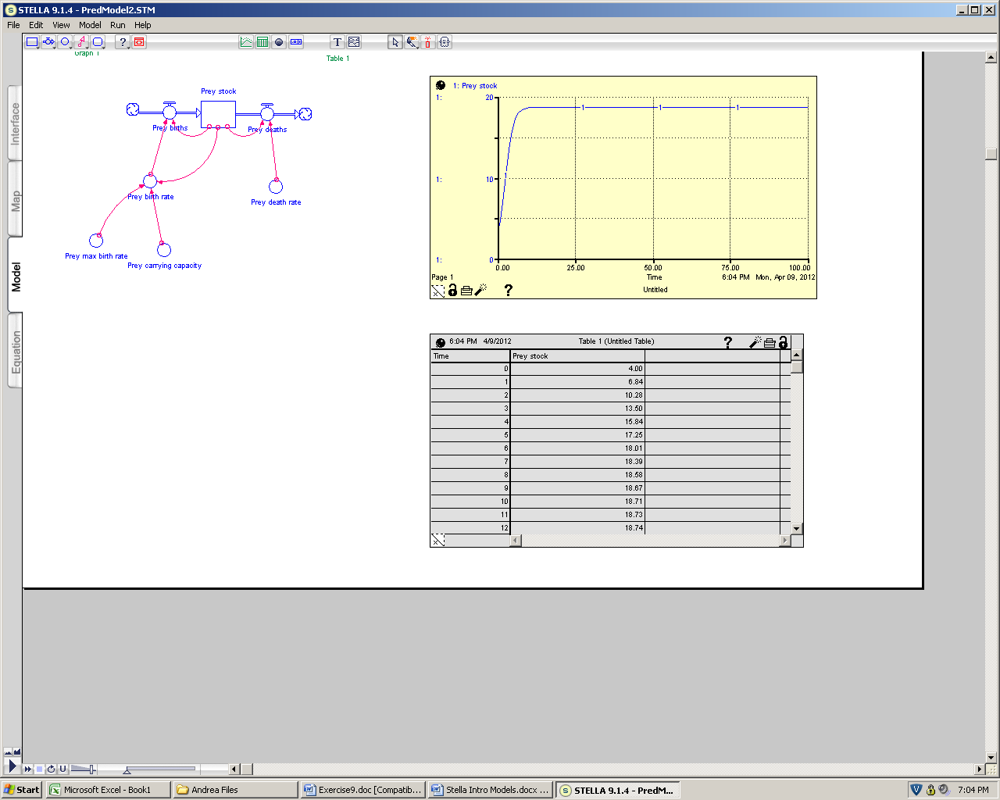 STELLA 9.1.4 - PredModel2.STM
File Edit View Model Run Help
Graph 1
Table 1
Interface
Map
Model
Equation
Prey stock
Prey births
Prey deaths
Prey birth rate
Prey death rate
Prey max birth rate
Prey carrying capacity
1: Prey stock
1: 20
1: 10
1: 0
1 1 1 1
0.00 25.00 50.00 75.00 100.00
Page 1 Time 6:04 PM Mon, Apr 09, 2012
? Untitled
6:04 PM 4/9/2012 Table 1 (Untitled Table) ?
Time Prey stock
0 4.00
1 6.84
2 10.28
3 13.50
4 15.84
5 17.25
6 18.01
7 18.39
8 18.58
9 18.67
10 18.71
11 18.73
12 18.74
U
Start Microsoft Excel - Book1 Andrea Files Exercise9.doc [Compatib... Stella Intro Models.docx ... STELLA 9.1.4 - PredM... 7:04 PM